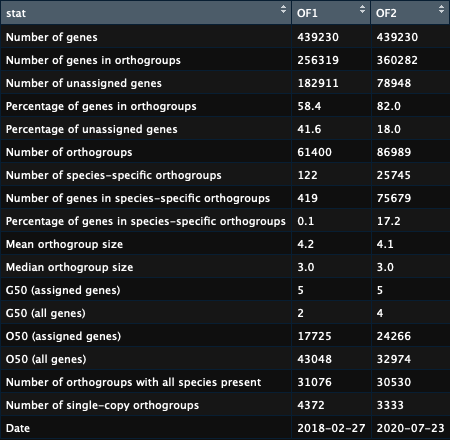 stat OF1 OF2
Number of genes 439230 439230
Number of genes in orthogroups 256319 360282
Number of unassigned genes 182911 78948
Percentage of genes in orthogroups 58.4 82.0
Percentage of unassigned genes 41.6 18.0
Number of orthogroups 61400 86989
Number of species-specific orthogroups 122 25745
Number of genes in species-specific orthogroups 419 75679
Percentage of genes in species-specific orthogroups 0.1 17.2
Mean orthogroup size 4.2 4.1
Median orthogroup size 3.0 3.0
G50 (assigned genes) 5 5
G50 (all genes) 2 4
O50 (assigned genes) 17725 24266
O50 (all genes) 43048 32974
Number of orthogroups with all species present 31076 30530
Number of single-copy orthogroups 4372 3333
Date 2018-02-27 2020-07-23